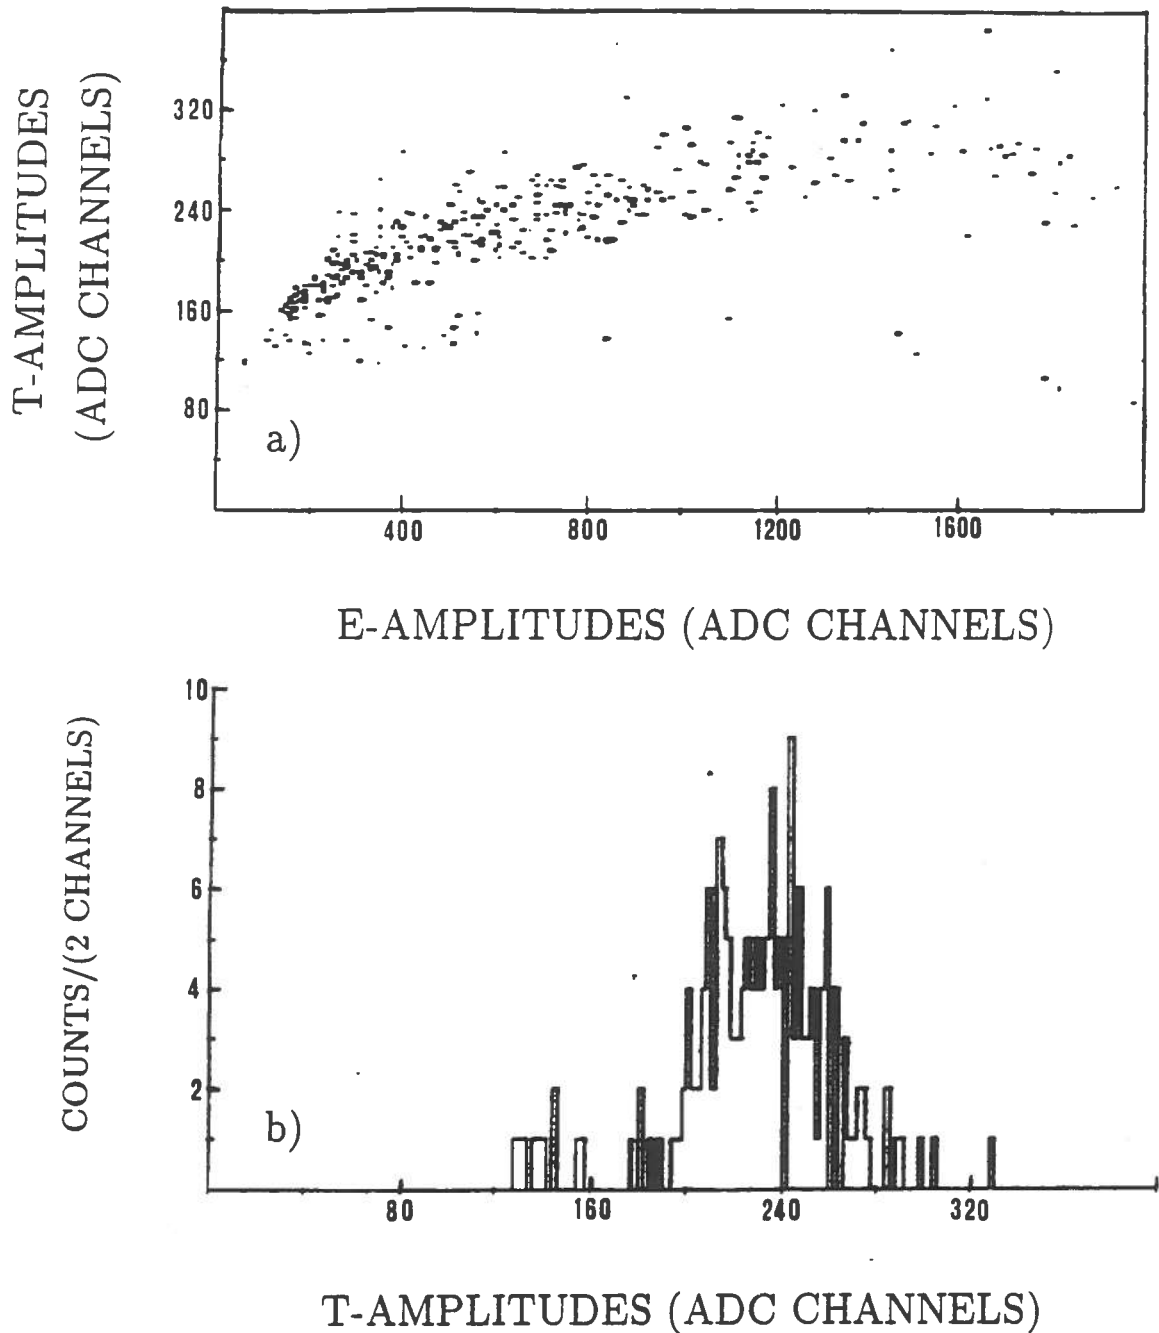 T-AMPLITUDES
(ADC CHANNELS)
320
240
160
80
a)
400 800 1200 1600
E-AMPLITUDES (ADC CHANNELS)
COUNTS/(2 CHANNELS)
10
8
6
4
2
b)
80 160 240 320
T-AMPLITUDES (ADC CHANNELS)